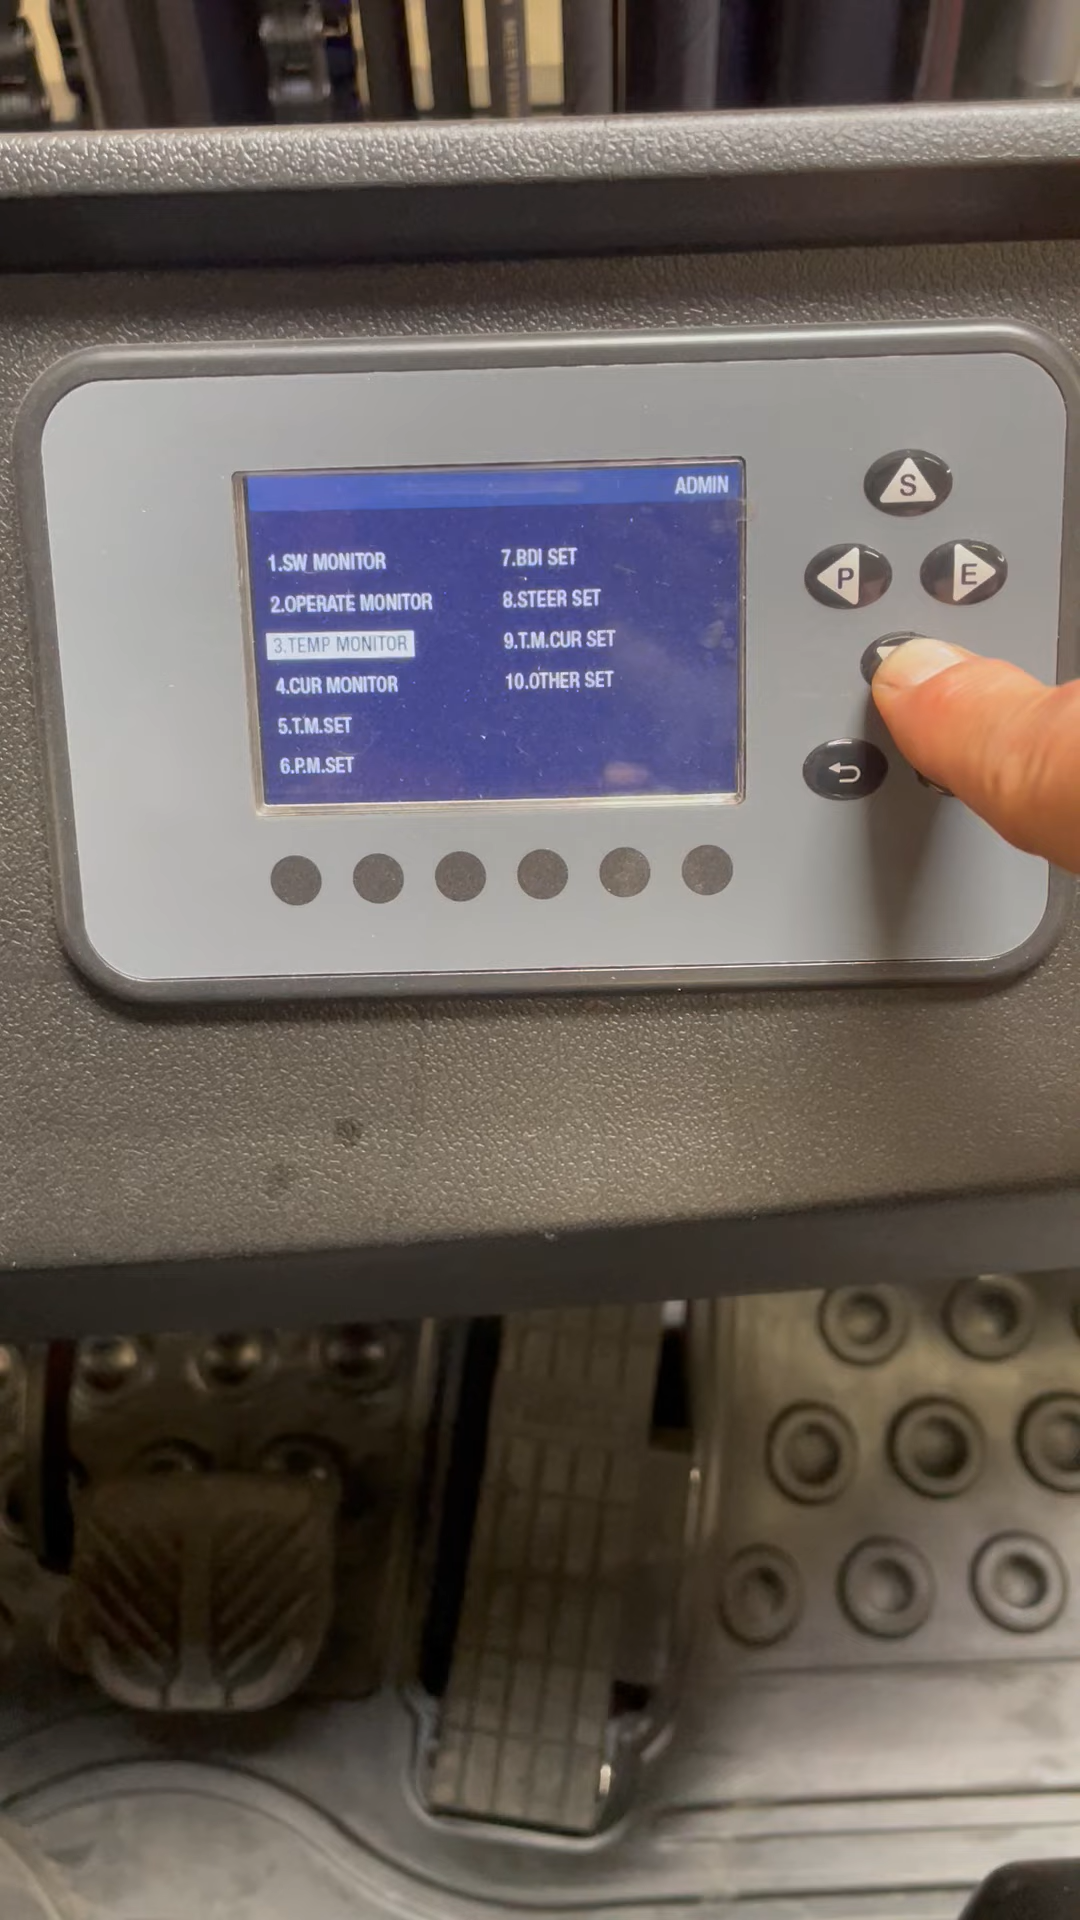 ADMIN
1.SW MONITOR
2.OPERATE MONITOR
3.TEMP MONITOR
4.CUR MONITOR
5.T.M.SET
6.P.M.SET
7.BDI SET
8.STEER SET
9.T.M.CUR SET
10.OTHER SET
S
P
E